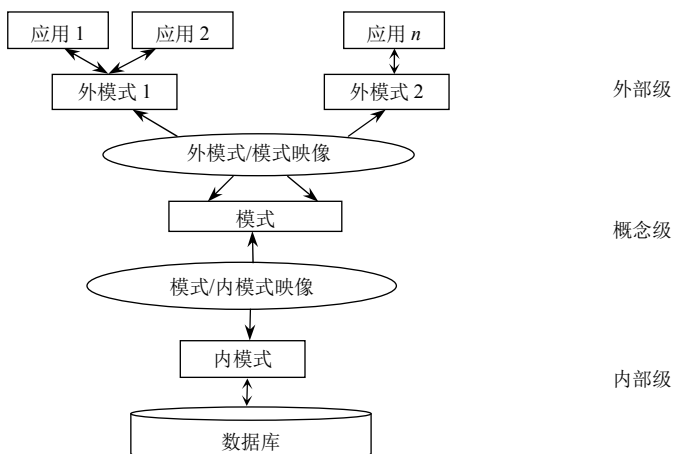 应用 1
应用 2
应用 n
外模式 1
外模式 2
外部级
外模式/模式映像
模式
概念级
模式/内模式映像
内模式
内部级
数据库